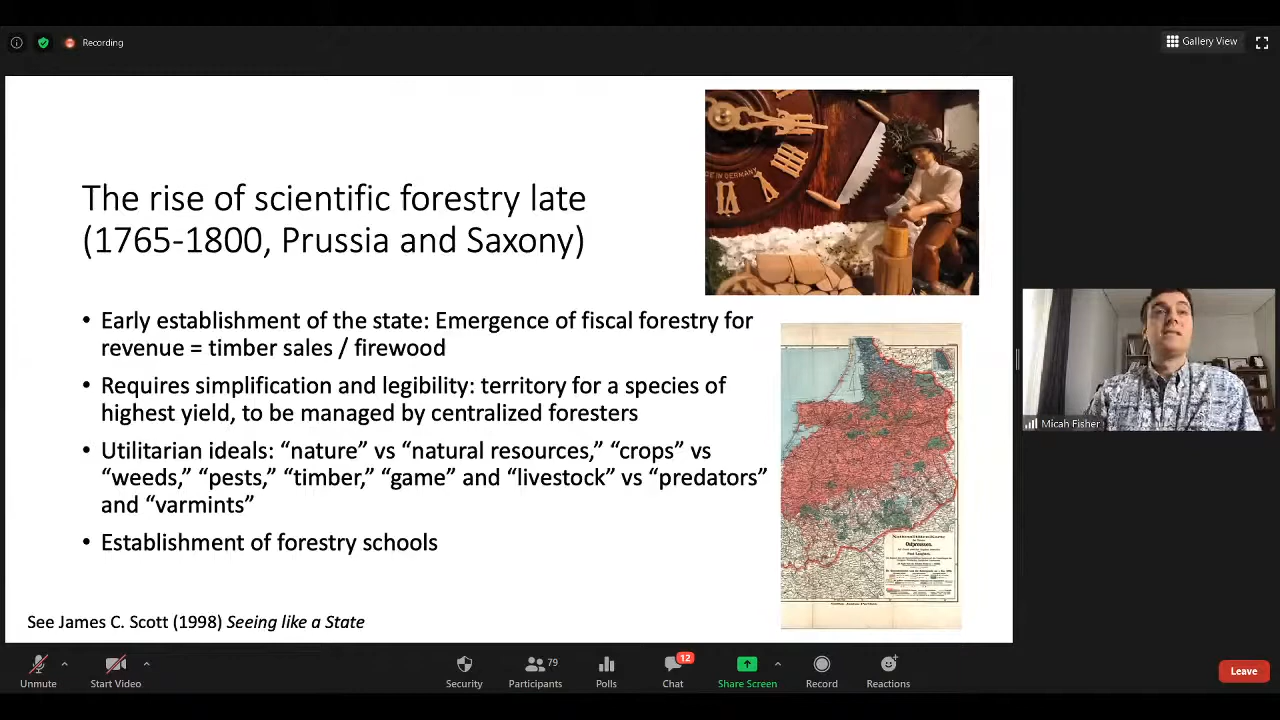 Recording
Gallery View
The rise of scientific forestry late
(1765-1800, Prussia and Saxony)
• Early establishment of the state: Emergence of fiscal forestry for
revenue = timber sales / firewood
• Requires simplification and legibility: territory for a species of
highest yield, to be managed by centralized foresters
• Utilitarian ideals: “nature” vs “natural resources,” “crops” vs
“weeds,” “pests,” “timber,” “game” and “livestock” vs “predators”
and “varmints”
• Establishment of forestry schools
See James C. Scott (1998) Seeing like a State
IN GERMANY
Ostpreussen.
Micah Fisher
Unmute
Start Video
Security
Participants
79
Polls
Chat
12
Share Screen
Record
Reactions
Leave